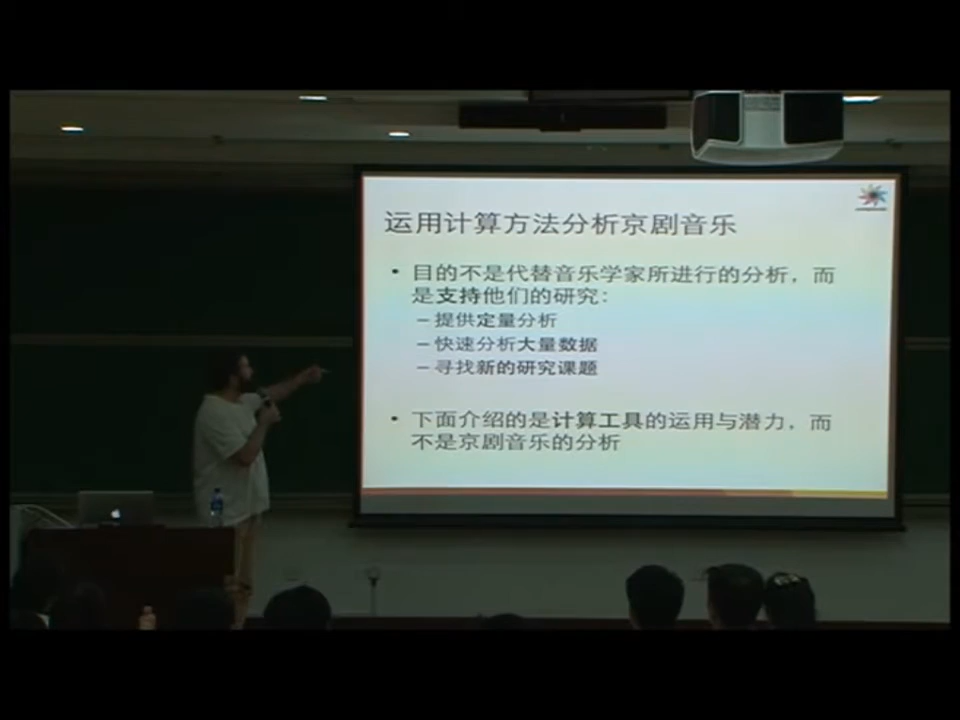 运用计算方法分析京剧音乐
• 目的不是代替音乐学家所进行的分析，而
是支持他们的研究：
– 提供定量分析
– 快速分析大量数据
– 寻找新的研究课题
• 下面介绍的是计算工具的运用与潜力，而
不是京剧音乐的分析